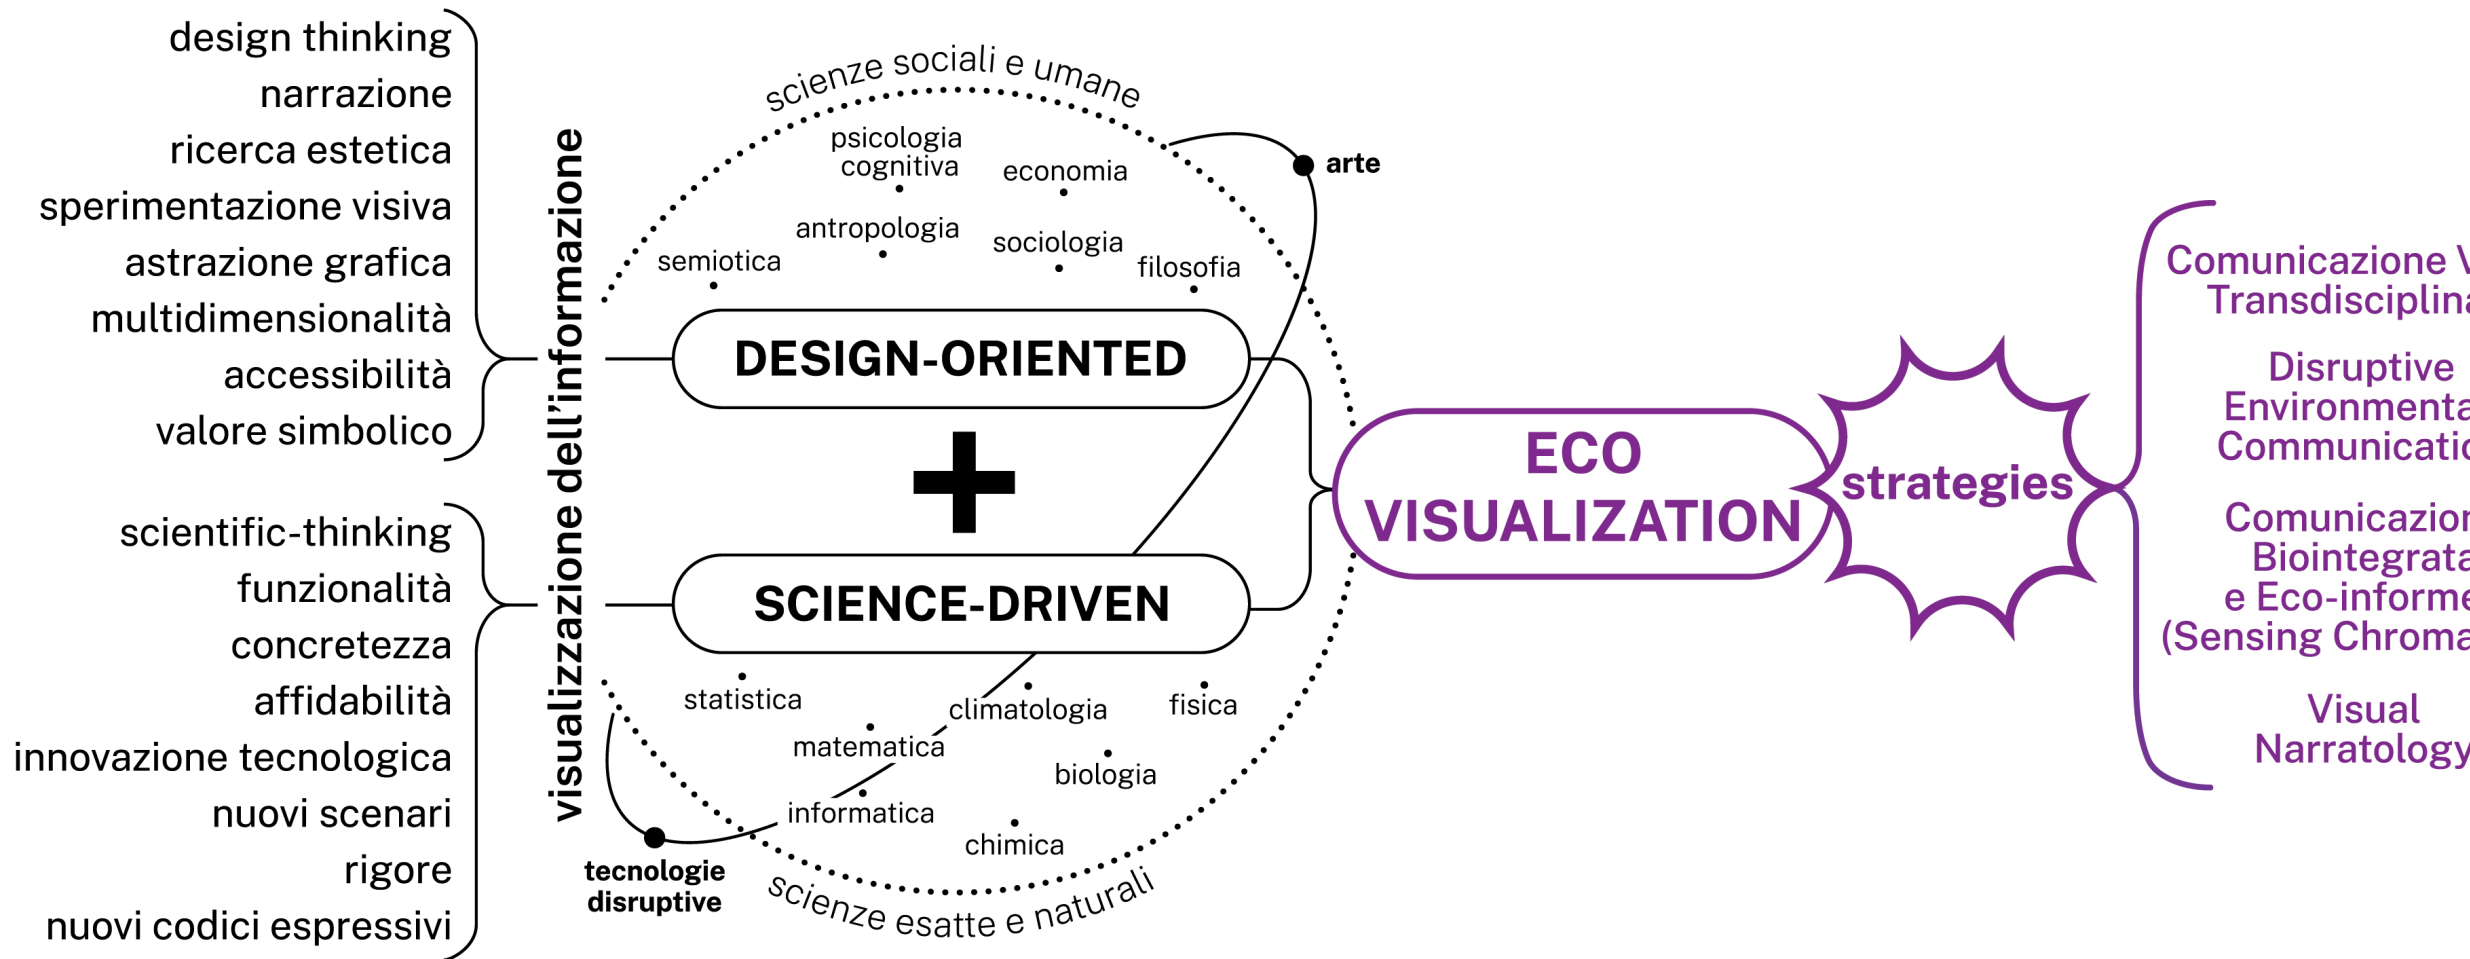 design thinking
narrazione
ricerca estetica
sperimentazione visiva
astrazione grafica
multidimensionalità
accessibilità
valore simbolico
scientific-thinking
funzionalità
concretezza
affidabilità
innovazione tecnologica
nuovi scenari
rigore
nuovi codici espressivi
visualizzazione dell'informazione
scienze sociali e umane
psicologia
cognitiva
economia
antropologia
sociologia
semiotica
filosofia
arte
DESIGN-ORIENTED
SCIENCE-DRIVEN
statistica
climatologia
fisica
matematica
biologia
informatica
chimica
tecnologie
disruptive
scienze esatte e naturali
ECO
VISUALIZATION
strategies
Comunicazione
Disruptive
e
(Sensing
Visual
Narratology